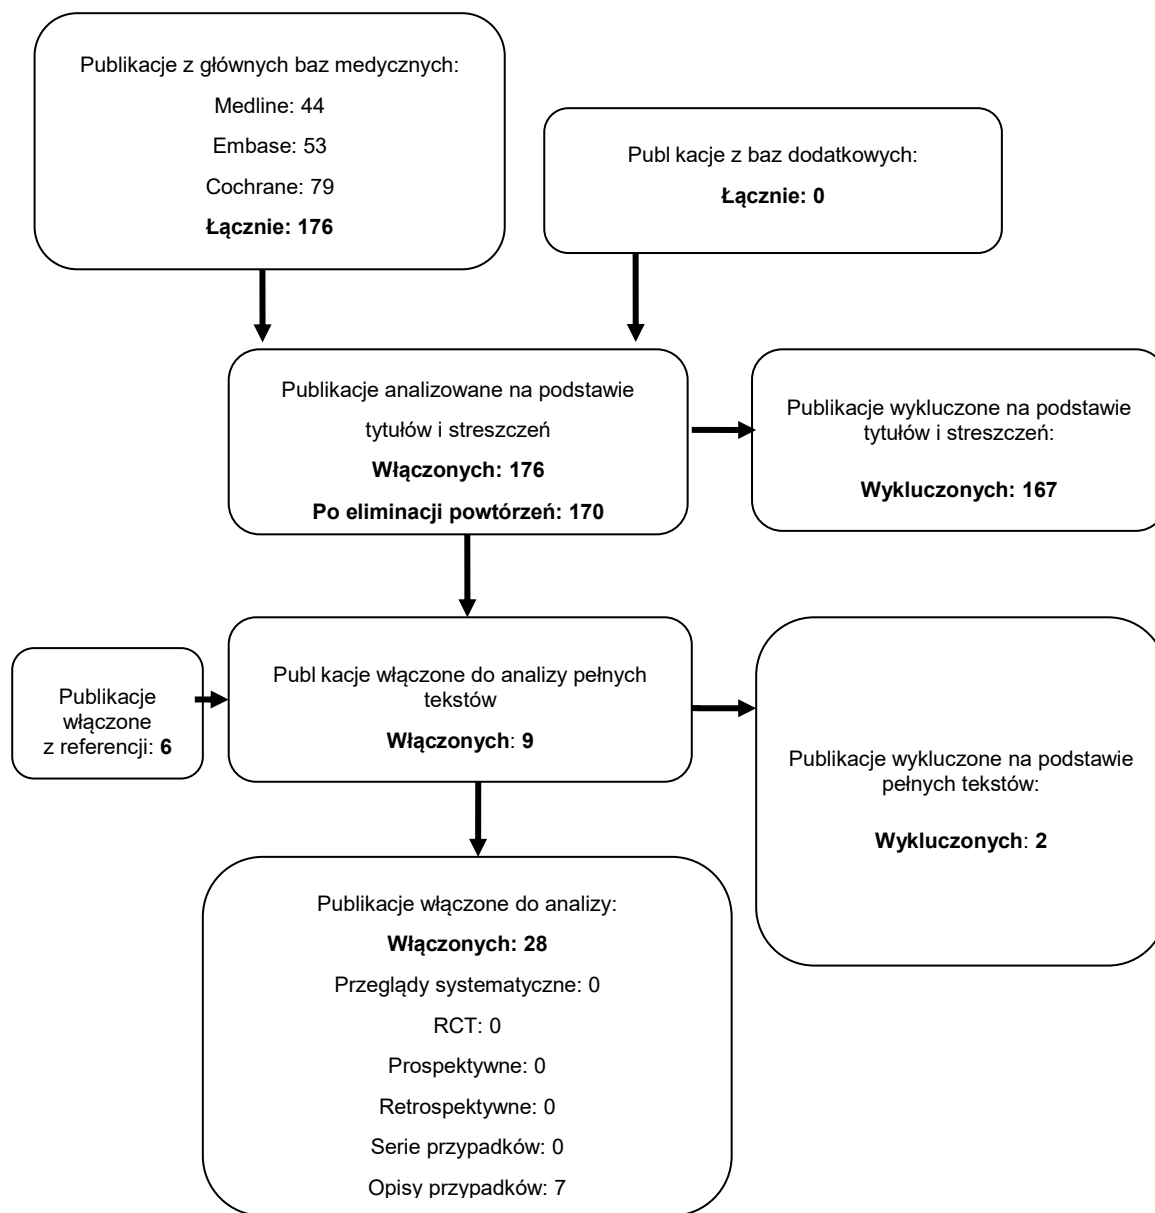 Publikacje z głównych baz medycznych:
Medline: 44
Embase: 53
Cochrane: 79
Łącznie: 176
Publ kacje z baz dodatkowych:
Łącznie: 0
Publikacje analizowane na podstawie
tytułów i streszczeń
Włączonych: 176
Po eliminacji powtórzeń: 170
Publikacje wykluczone na podstawie
tytułów i streszczeń:
Wykluczonych: 167
Publikacje
włączone
z referencji: 6
Publ kacje włączone do analizy pełnych
tekstów
Włączonych: 9
Publikacje wykluczone na podstawie
pełnych tekstów:
Wykluczonych: 2
Publikacje włączone do analizy:
Włączonych: 28
Przeglądy systematyczne: 0
RCT: 0
Prospektywne: 0
Retrospektywne: 0
Serie przypadków: 0
Opisy przypadków: 7